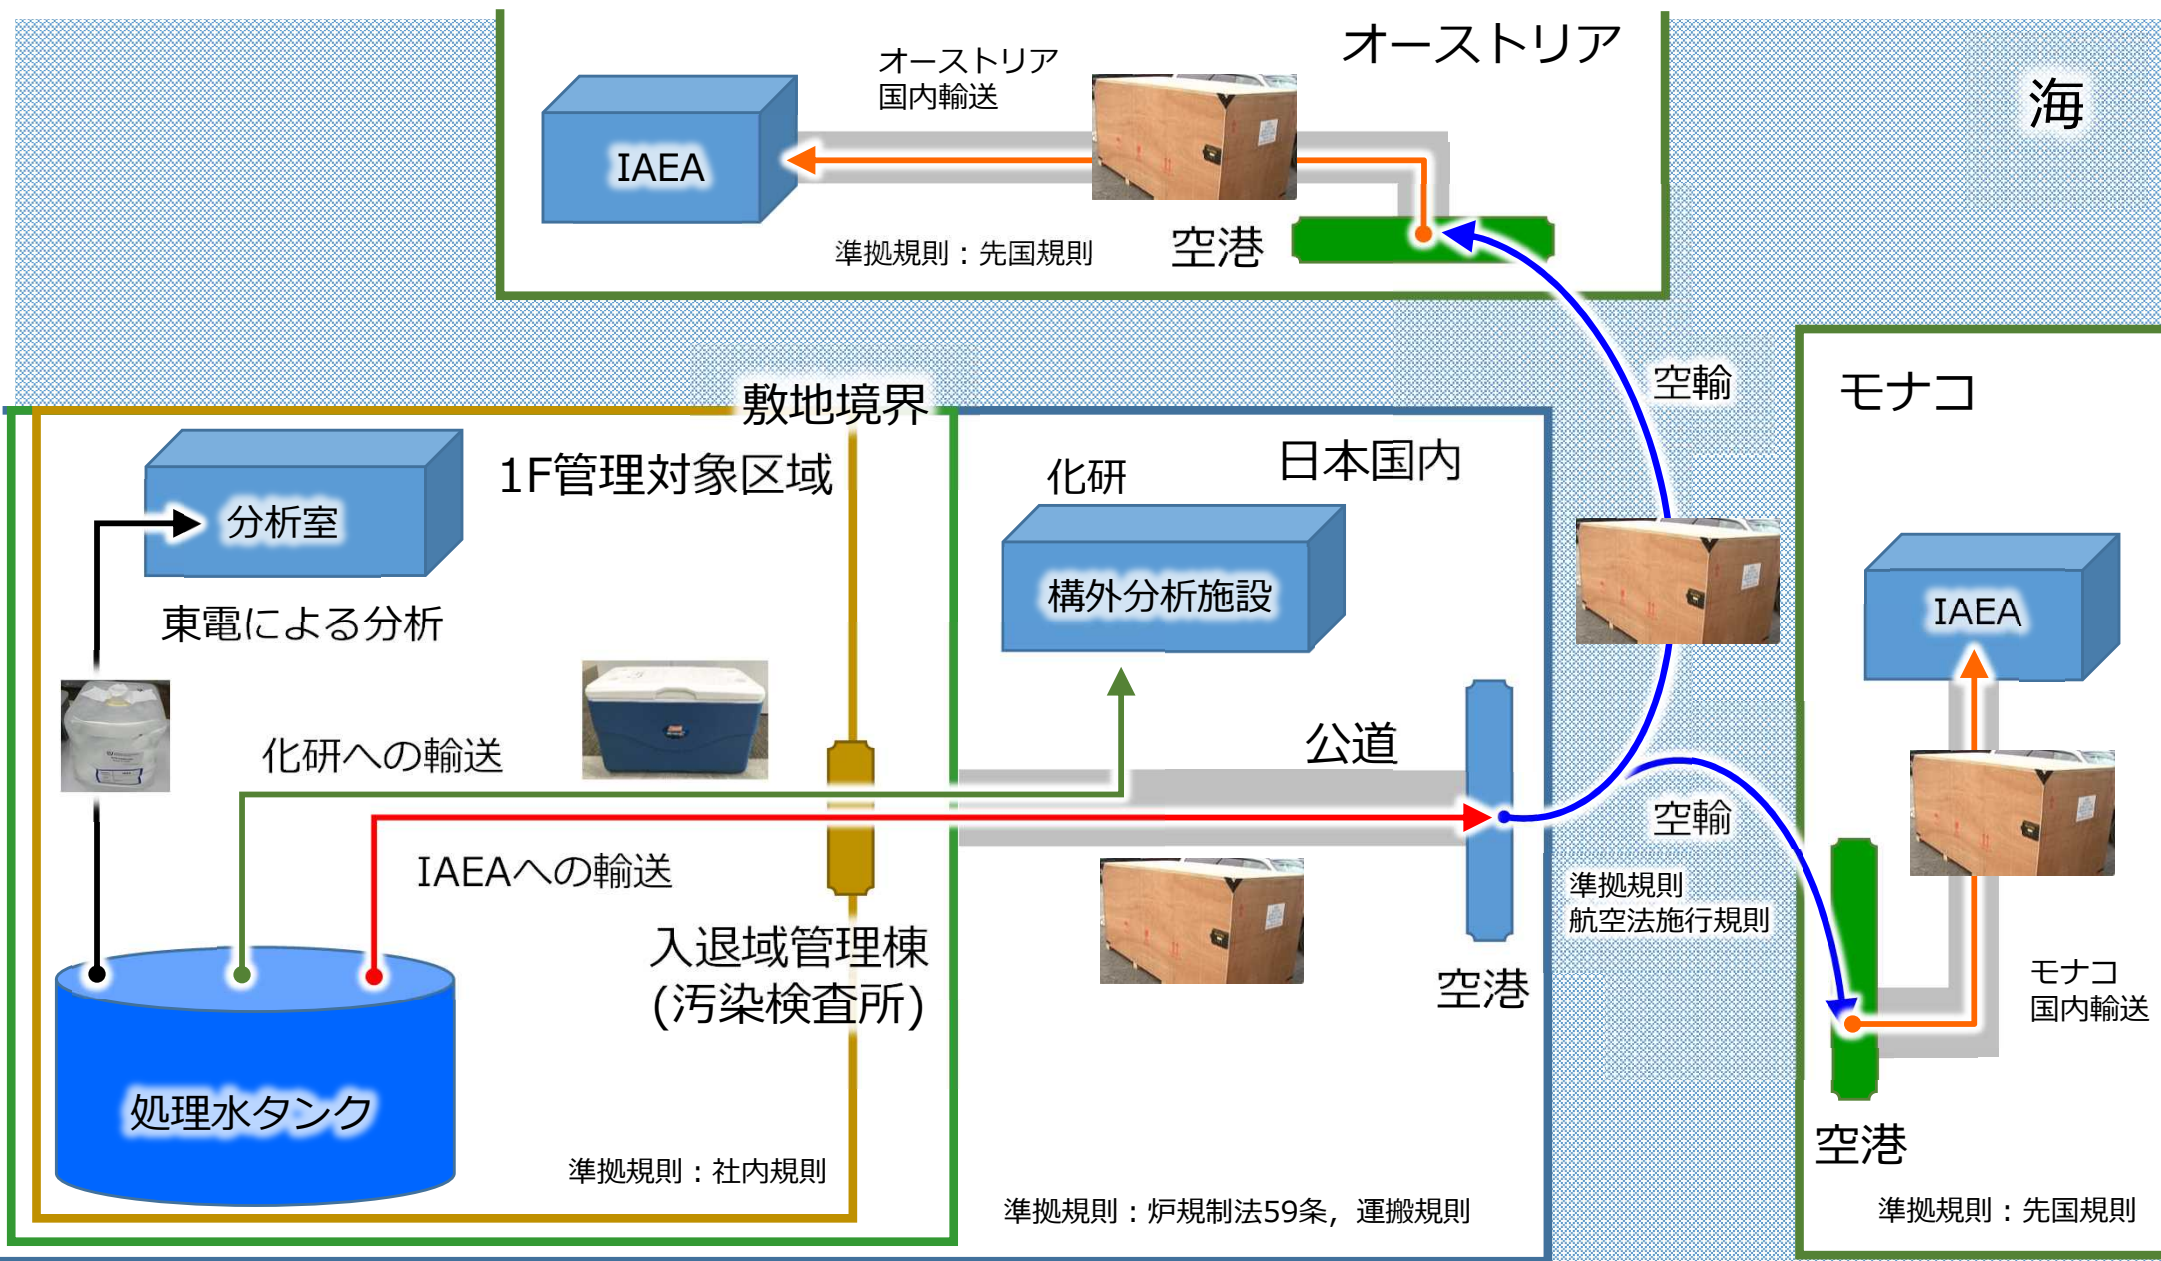 オーストリア
海
オーストリア
国内輸送
IAEA
準拠規則：先国規則
空港
空輸
モナコ
敷地境界
1F管理対象区域
分析室
東電による分析
化研
日本国内
構外分析施設
IAEA
化研への輸送
公道
空輸
IAEAへの輸送
準拠規則
航空法施行規則
入退域管理棟
(汚染検査所)
空港
モナコ
国内輸送
処理水タンク
空港
準拠規則：社内規則
準拠規則：炉規制法59条，運搬規則
準拠規則：先国規則